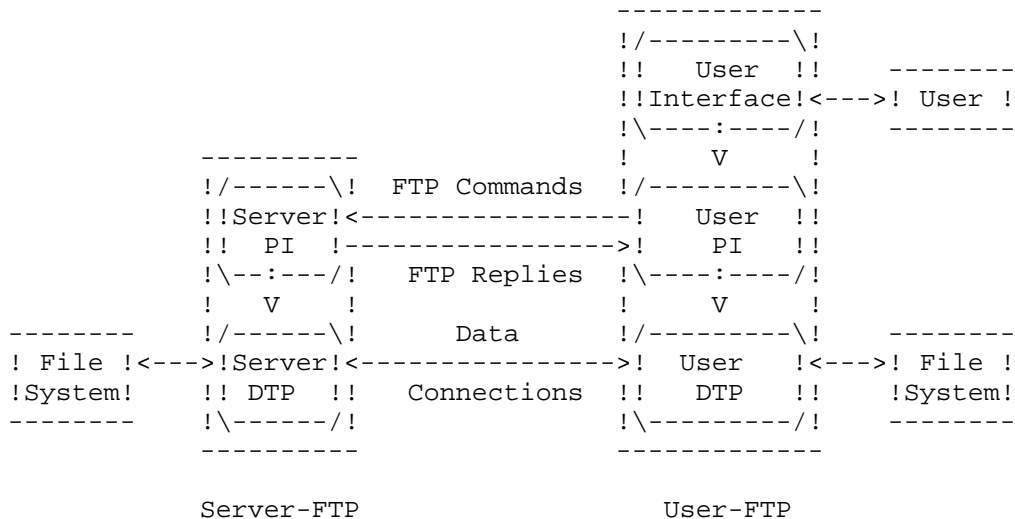 -------------
!/---------\!
!! User !! --------
!!Interface!<--->! User !
!\----:----/! --------
---------- ! V !
!/------\! FTP Commands !/---------\!
!!Server!<----------------! User !!
!! PI !---------------->! PI !!
!\--:---/! FTP Replies !\----:----/!
! V ! ! V !
-------- !/------\! Data !/---------\! --------
! File !<--->!Server!<---------------->! User !<--->! File !
!System! !! DTP !! Connections !! DTP !! !System!
-------- !\------/! !\---------/! --------
---------- -------------
Server-FTP User-FTP